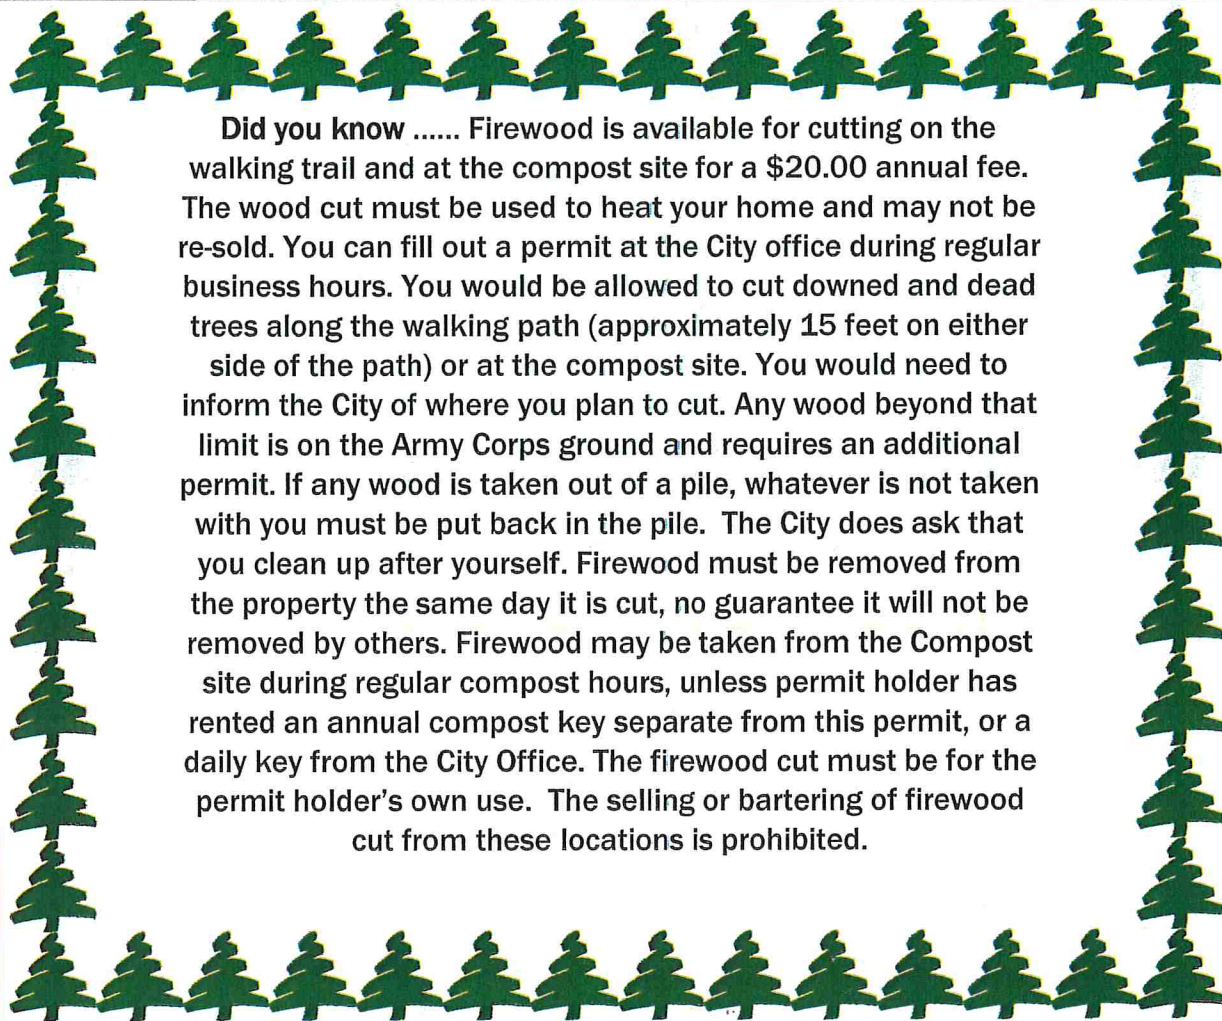 Did you know ...... Firewood is available for cutting on the
walking trail and at the compost site for a $20.00 annual fee.
The wood cut must be used to heat your home and may not be
re-sold. You can fill out a permit at the City office during regular
business hours. You would be allowed to cut downed and dead
trees along the walking path (approximately 15 feet on either
side of the path) or at the compost site. You would need to
inform the City of where you plan to cut. Any wood beyond that
limit is on the Army Corps ground and requires an additional
permit. If any wood is taken out of a pile, whatever is not taken
with you must be put back in the pile.  The City does ask that
you clean up after yourself. Firewood must be removed from
the property the same day it is cut, no guarantee it will not be
removed by others. Firewood may be taken from the Compost
site during regular compost hours, unless permit holder has
rented an annual compost key separate from this permit, or a
daily key from the City Office. The firewood cut must be for the
permit holder's own use.  The selling or bartering of firewood
cut from these locations is prohibited.